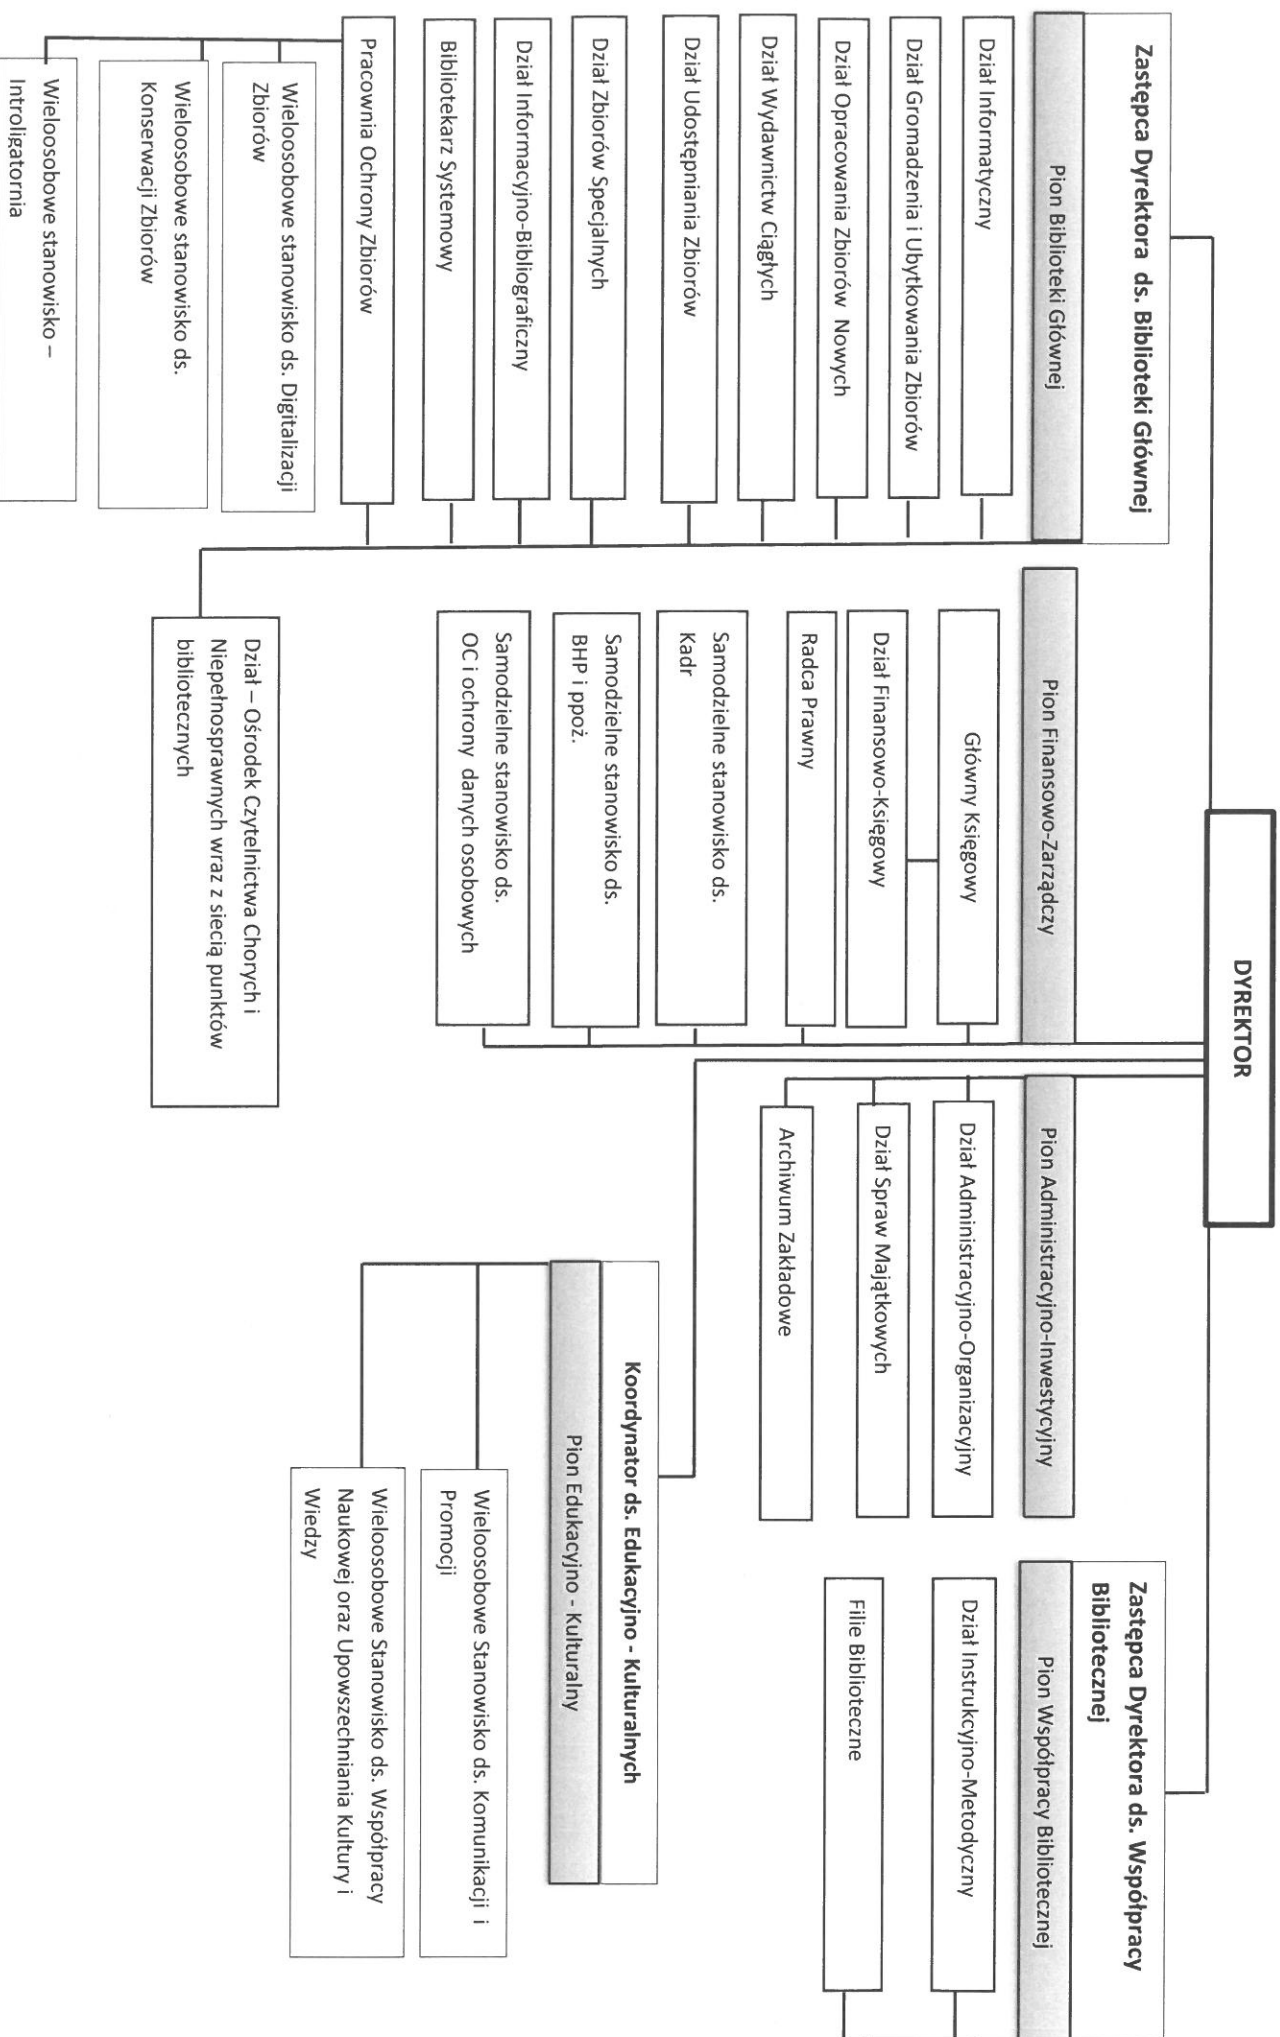 DYREKTOR
Zastępca Dyrektora ds. Biblioteki Głównej
Pion Biblioteki Głównej
Dział Informatyczny
Dział Gromadzenia i Ubytkowania Zbiorów
Dział Opracowania Zbiorów Nowych
Dział Wydawnictw Ciągłych
Dział Udostępniania Zbiorów
Dział Zbiorów Specjalnych
Dział Informacyjno-Bibliograficzny
Bibliotekarz Systemowy
Pracownia Ochrony Zbiorów
Wieloosobowe stanowisko ds. Digitalizacji
Zbiorów
Wieloosobowe stanowisko ds.
Konserwacji Zbiorów
Wieloosobowe stanowisko –
Introligatornia
Dział – Ośrodek Czytelnictwa Chorych i
Niepełnosprawnych wraz z siecią punktów
bibliotecznych
Pion Finansowo-Zarządczy
Główny Księgowy
Dział Finansowo-Księgowy
Radca Prawny
Samodzielne stanowisko ds.
Kadr
Samodzielne stanowisko ds.
BHP i ppoż.
Samodzielne stanowisko ds.
OC i ochrony danych osobowych
Pion Administracyjno-Inwestycyjny
Dział Administracyjno-Organizacyjny
Dział Spraw Majątkowych
Archiwum Zakładowe
Koordynator ds. Edukacyjno - Kulturalnych
Pion Edukacyjno - Kulturalny
Wieloosobowe Stanowisko ds. Komunikacji i
Promocji
Wieloosobowe Stanowisko ds. Współpracy
Naukowej oraz Upowszechniania Kultury i
Wiedzy
Zastępca Dyrektora ds. Współpracy
Bibliotecznej
Pion Współpracy Bibliotecznej
Dział Instrukcyjno-Metodyczny
Filie Biblioteczne